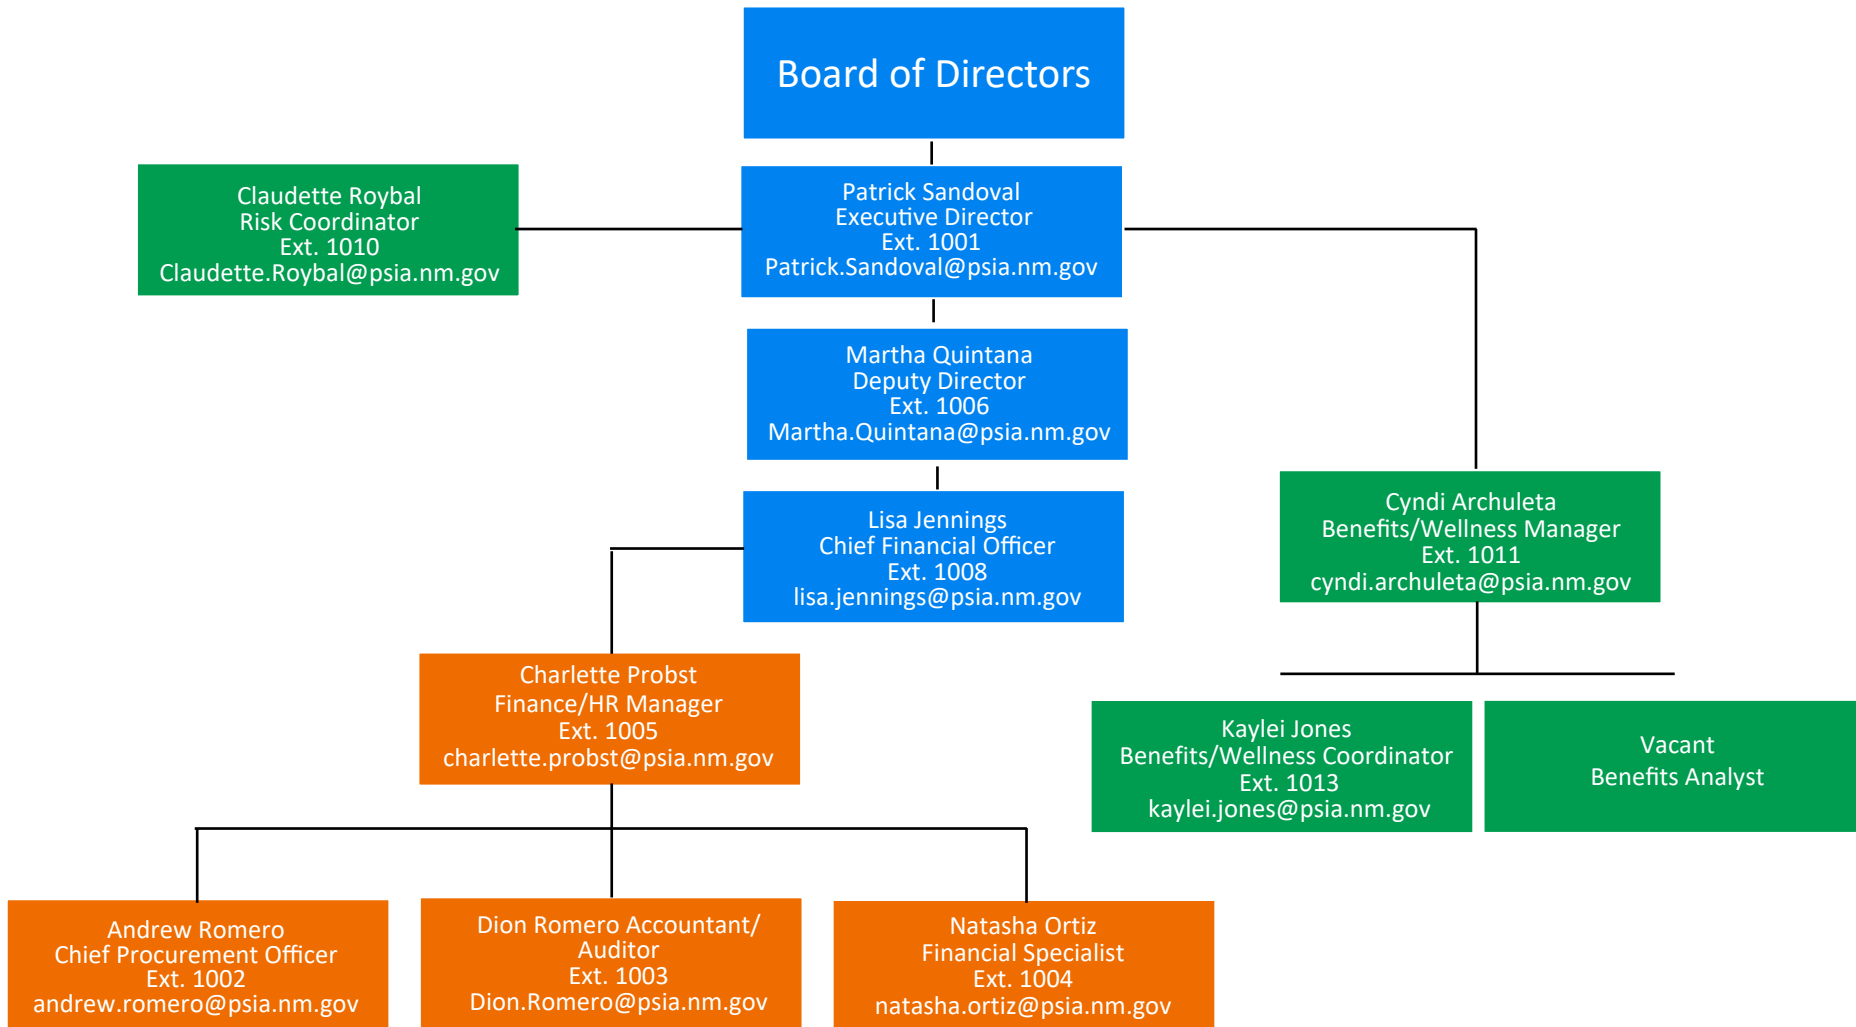 Board of Directors
Claudette Roybal
Risk Coordinator
Ext. 1010
Claudette.Roybal@psia.nm.gov
Patrick Sandoval
Executive Director
Ext. 1001
Patrick.Sandoval@psia.nm.gov
Martha Quintana
Deputy Director
Ext. 1006
Martha.Quintana@psia.nm.gov
Lisa Jennings
Chief Financial Officer
Ext. 1008
lisa.jennings@psia.nm.gov
Cyndi Archuleta
Benefits/Wellness Manager
Ext. 1011
cyndi.archuleta@psia.nm.gov
Charlette Probst
Finance/HR Manager
Ext. 1005
charlette.probst@psia.nm.gov
Kaylei Jones
Benefits/Wellness Coordinator
Ext. 1013
kaylei.jones@psia.nm.gov
Vacant
Benefits Analyst
Andrew Romero
Chief Procurement Officer
Ext. 1002
andrew.romero@psia.nm.gov
Dion Romero Accountant/
Auditor
Ext. 1003
Dion.Romero@psia.nm.gov
Natasha Ortiz
Financial Specialist
Ext. 1004
natasha.ortiz@psia.nm.gov